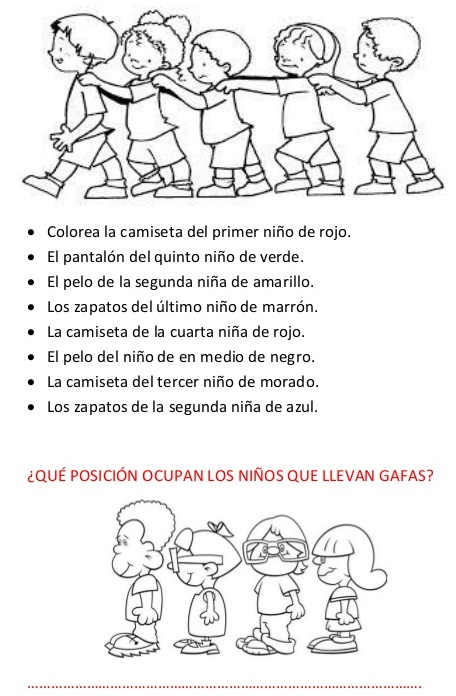 • Colorea la camiseta del primer niño de rojo.
• El pantalón del quinto niño de verde.
• El pelo de la segunda niña de amarillo.
• Los zapatos del último niño de marrón.
• La camiseta de la cuarta niña de rojo.
• El pelo del niño de en medio de negro.
• La camiseta del tercer niño de morado.
• Los zapatos de la segunda niña de azul.
¿QUÉ POSICIÓN OCUPAN LOS NIÑOS QUE LLEVAN GAFAS?